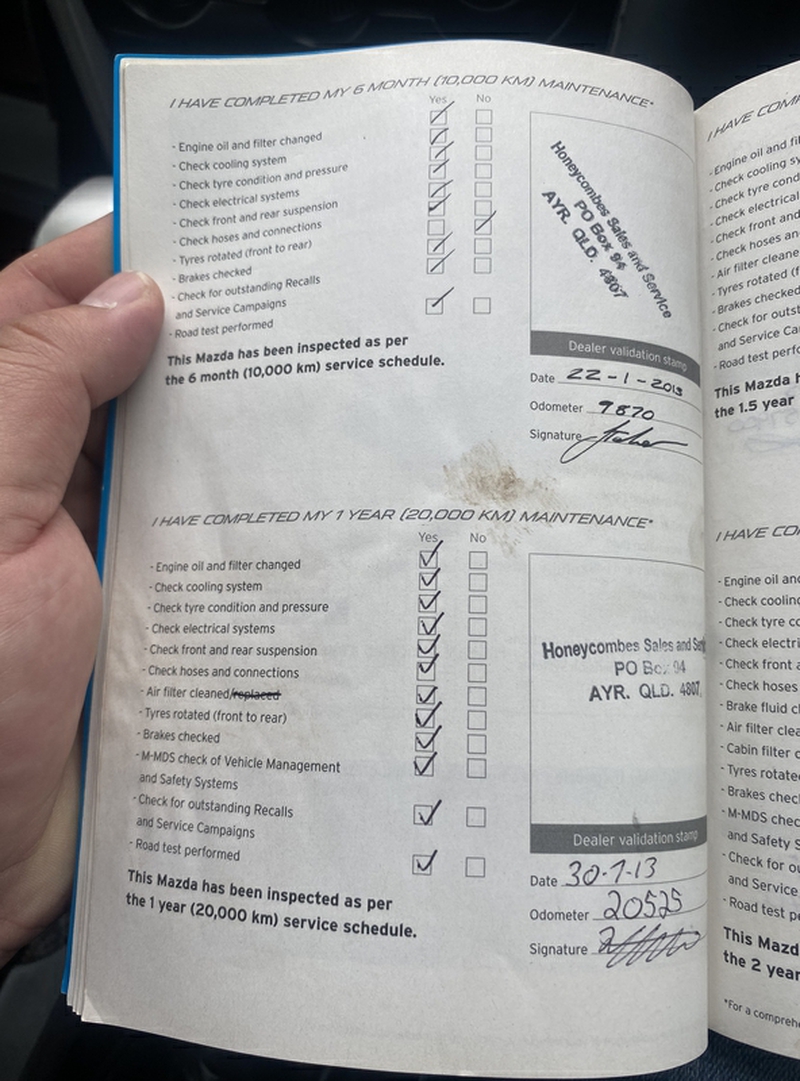 I HAVE COMPLETED MY 6 MONTH (10,000 KM) MAINTENANCE*
Yes No
- Engine oil and filter changed
- Check cooling system
- Check tyre condition and pressure
- Check electrical systems
- Check front and rear suspension
- Check hoses and connections
- Tyres rotated (front to rear)
- Brakes checked
- Check for outstanding Recalls
and Service Campaigns
- Road test performed
This Mazda has been inspected as per
the 6 month (10,000 km) service schedule.
Honeycombes Sales and Service
PO Box 94
AYR. QLD. 4807
Dealer validation stamp
Date 22-1-2013
Odometer 9870
Signature
I HAVE COMPLETED MY 1 YEAR (20,000 KM) MAINTENANCE*
Yes No
- Engine oil and filter changed
- Check cooling system
- Check tyre condition and pressure
- Check electrical systems
- Check front and rear suspension
- Check hoses and connections
- Air filter cleaned/replaced
- Tyres rotated (front to rear)
- Brakes checked
- M-MDS check of Vehicle Management
and Safety Systems
- Check for outstanding Recalls
and Service Campaigns
- Road test performed
This Mazda has been inspected as per
the 1 year (20,000 km) service schedule.
Honeycombes Sales and Serv
PO Box 94
AYR. QLD. 4807
Dealer validation stamp
Date 30-7-13
Odometer 20525
Signature
I HAVE COMP
- Engine oil and fil
- Check cooling sy
- Check tyre cond
- Check electrical
- Check front and
- Check hoses an
- Air filter cleane
- Tyres rotated (f
- Brakes checked
- Check for outst
and Service Ca
- Road test perfo
This Mazda h
the 1.5 year
I HAVE CO
- Engine oil and
- Check coolin
- Check tyre co
- Check electri
- Check front a
- Check hoses
- Brake fluid c
- Air filter clea
- Cabin filter c
- Tyres rotate
- Brakes chec
- M-MDS chec
and Safety S
- Check for ou
and Service
- Road test p
This Mazd
the 2 year
*For a comprehe